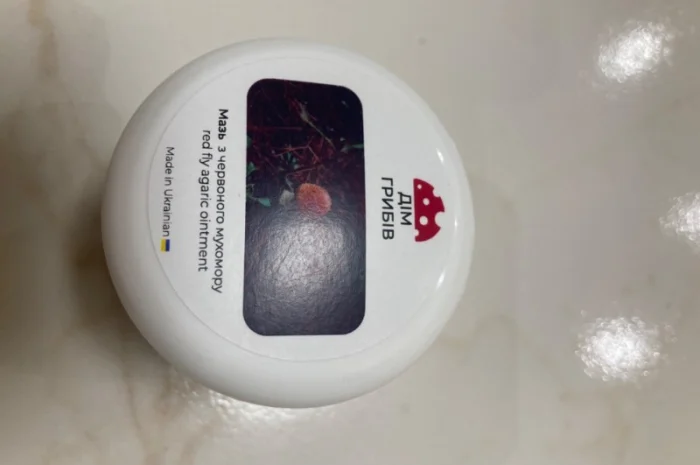 ДІМ
ГРИБІВ
Мазь з червоного мухомору
red fly agaric ointment
Made in Ukrainian